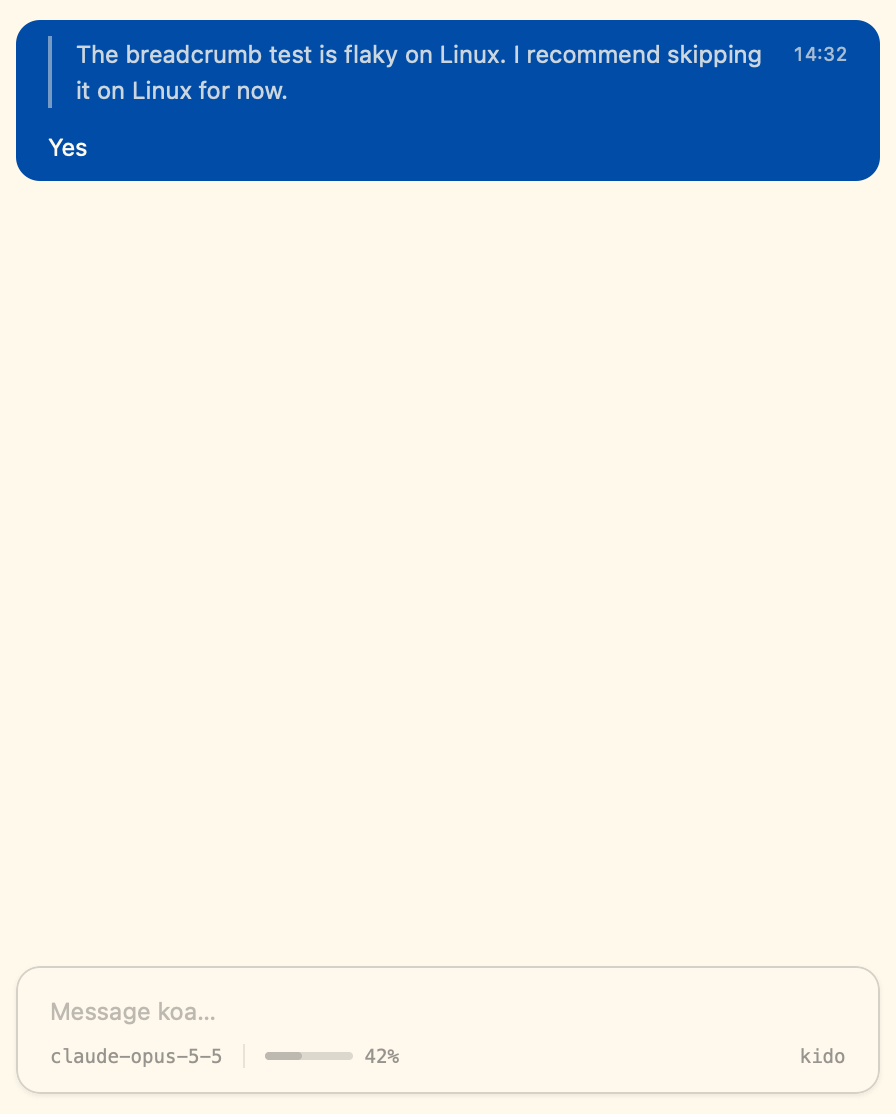 The breadcrumb test is flaky on Linux. I recommend skipping
14:32
it on Linux for now.
Yes
Message koa...
claude-opus-5-5
42%
kido